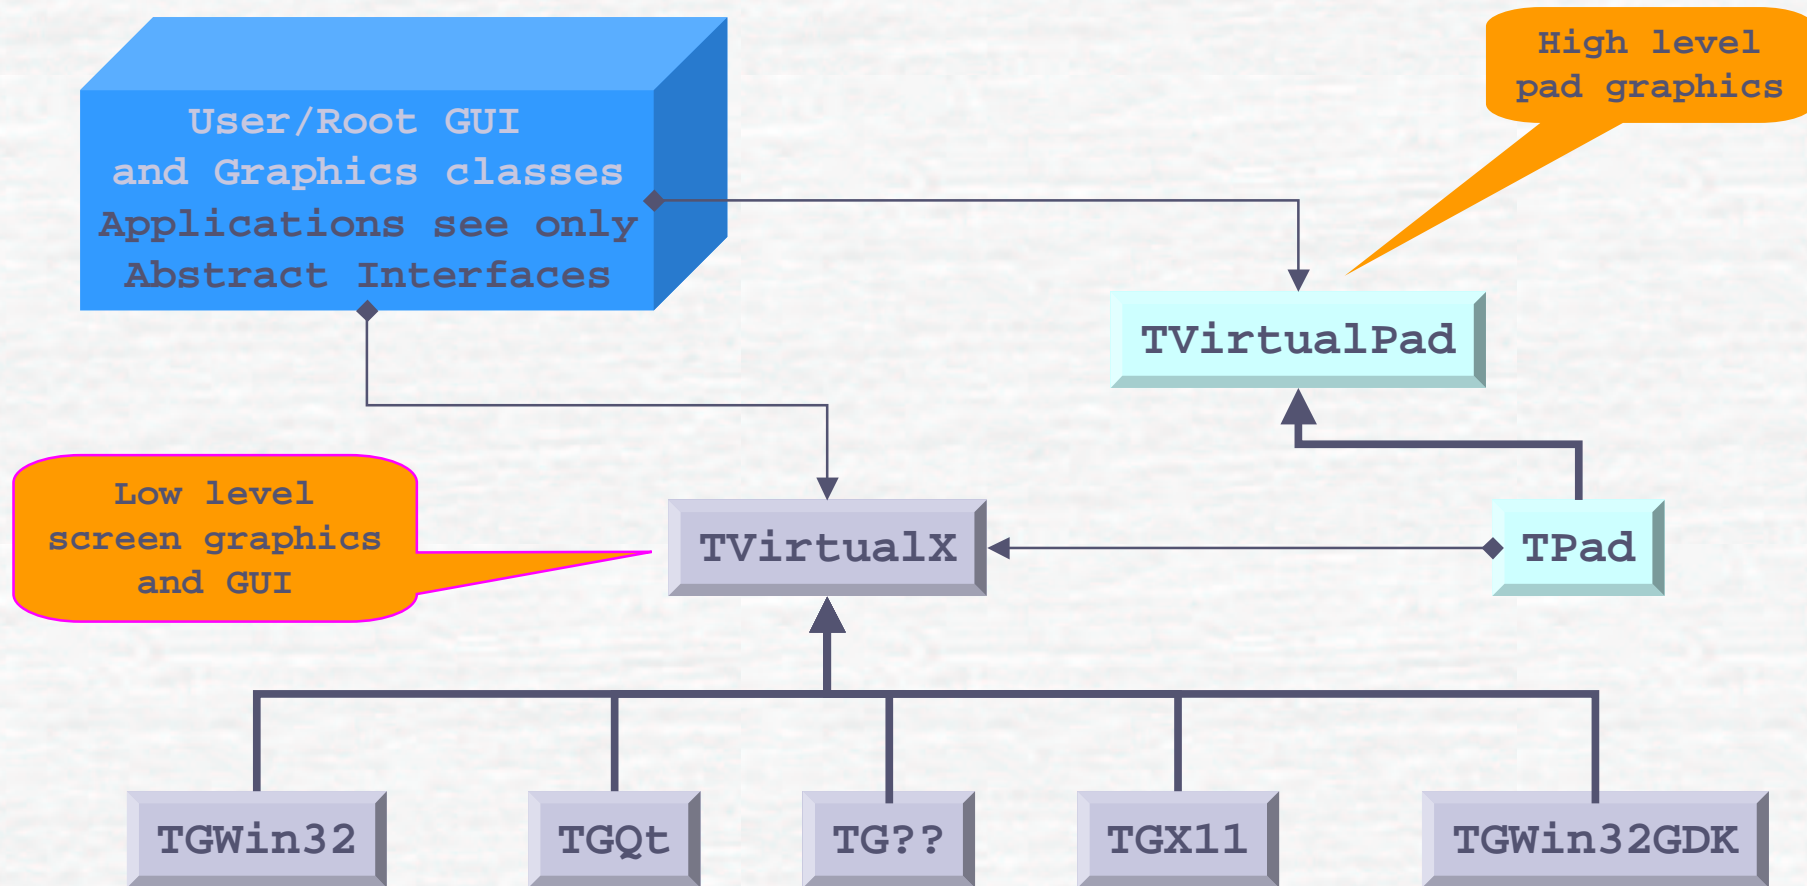 User/Root GUI
and Graphics classes
Applications see only
Abstract Interfaces
High level
pad graphics
TVirtualPad
Low level
screen graphics
and GUI
TVirtualX
TPad
TGWin32
TGQt
TG??
TGX11
TGWin32GDK